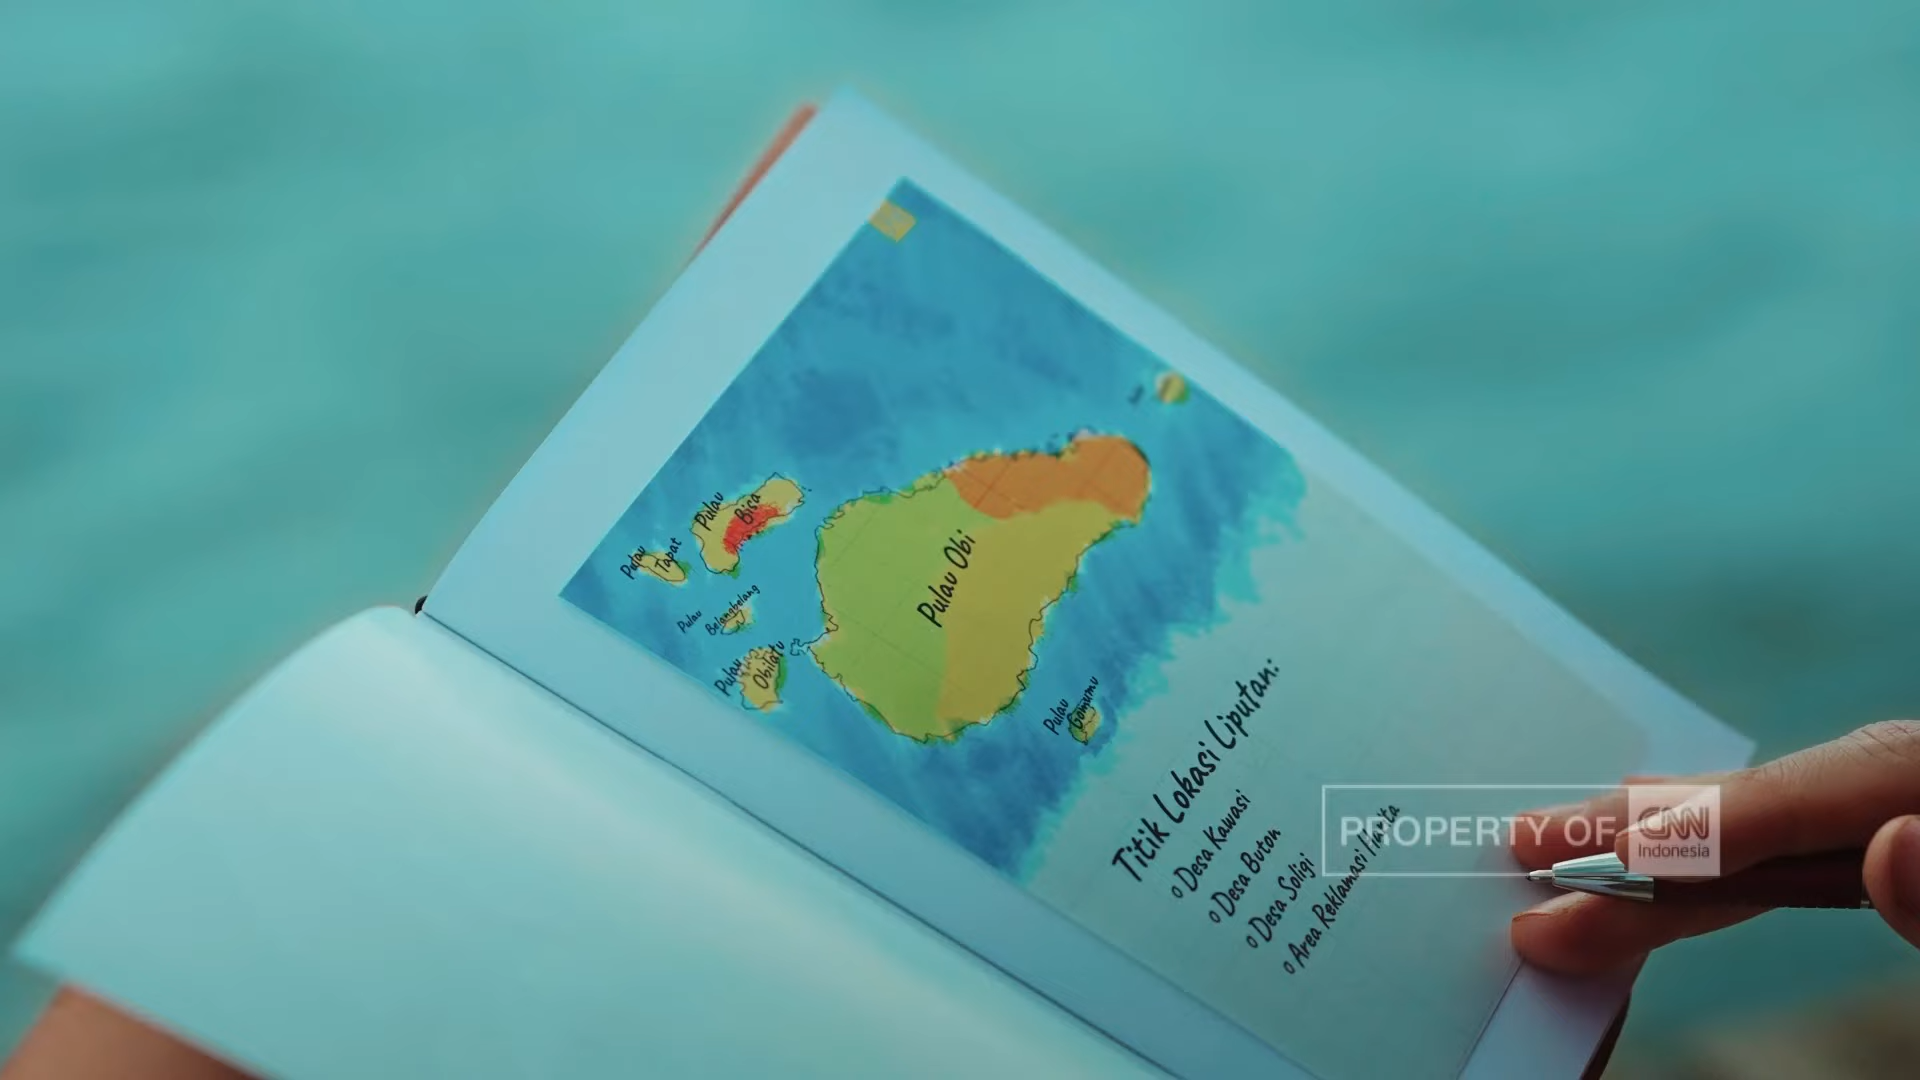 Pulau Bisa
Pulau Tapat
Pulau Belangbelang
Pulau Obilatu
Pulau Obi
Pulau Gomumu
Titik Lokasi Liputan:
o Desa Kawasi
o Desa Buton
o Desa Soligi
o Area Reklamasi Harita
PROPERTY OF CNN Indonesia